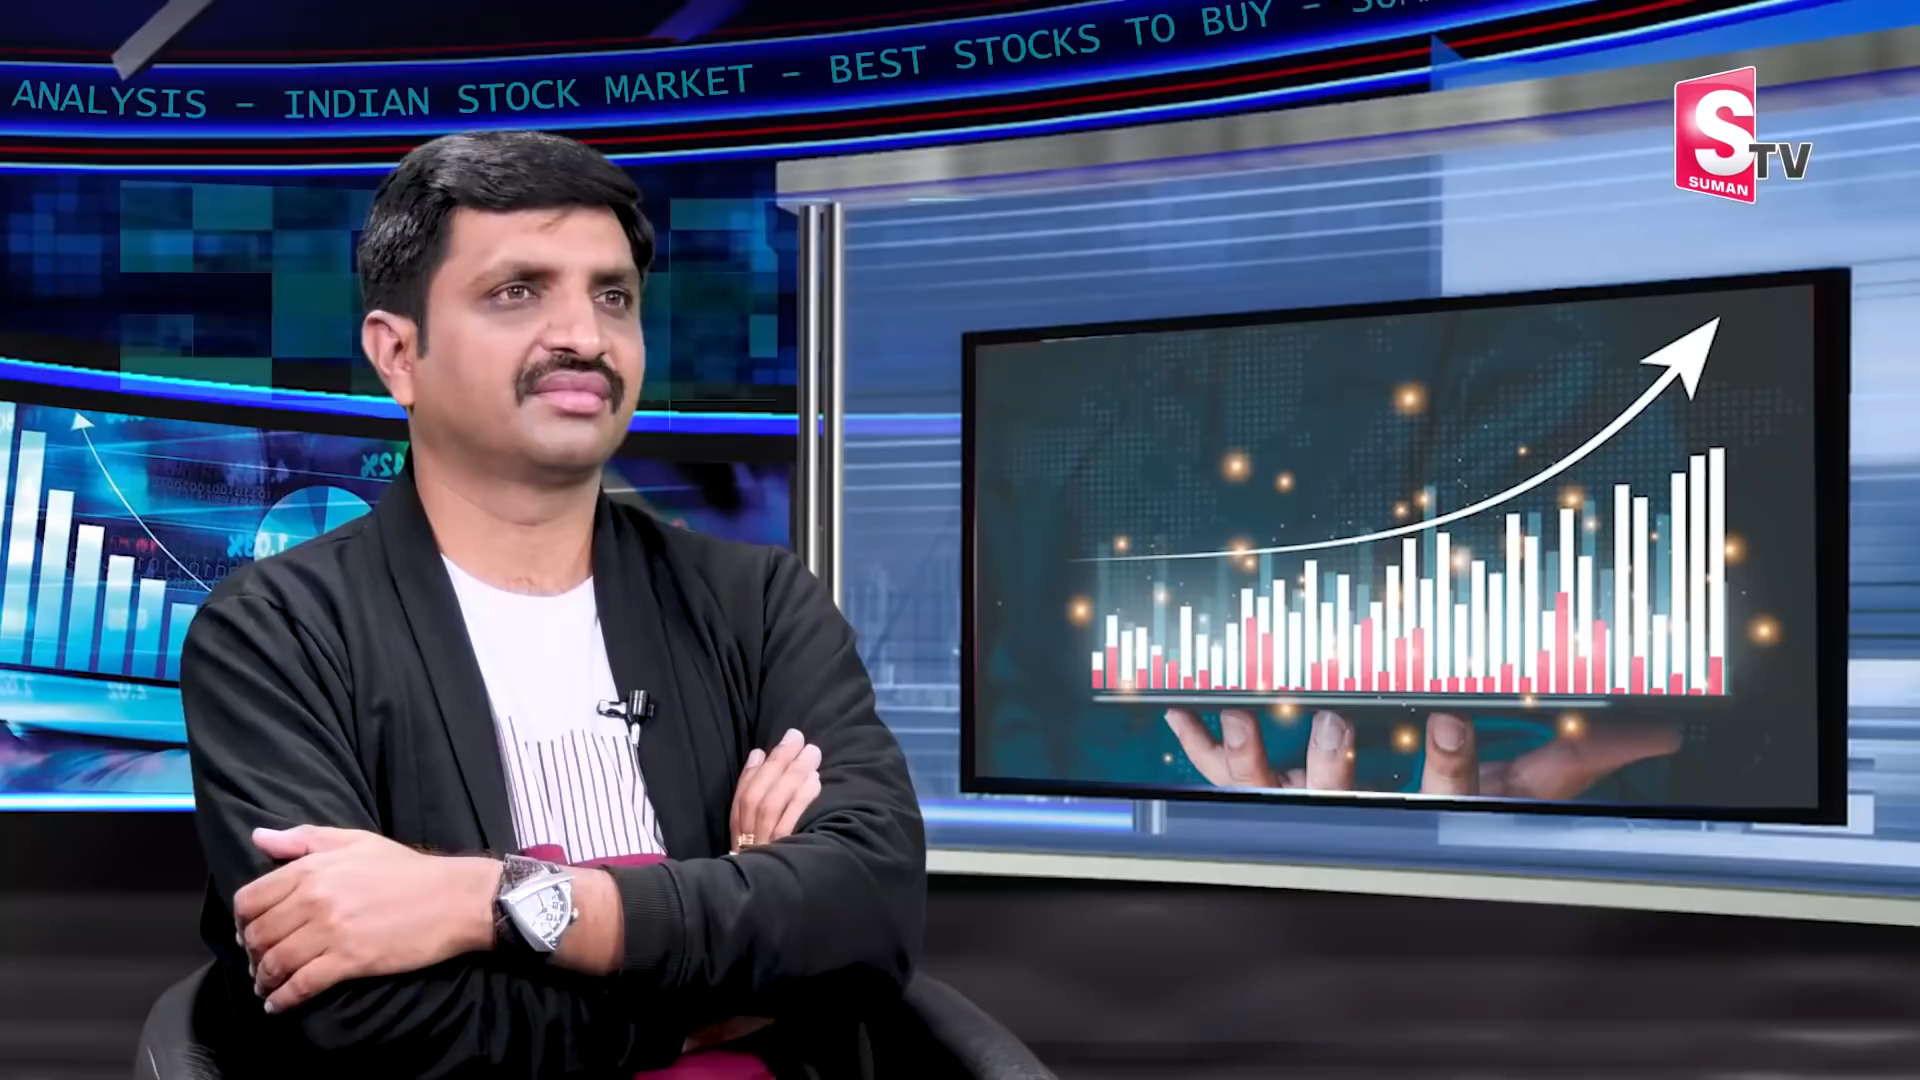 ANALYSIS - INDIAN STOCK MARKET - BEST STOCKS TO BUY -
S TV
SUMAN